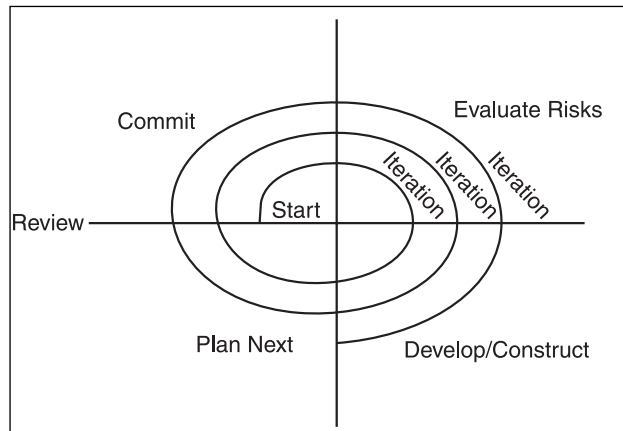 Commit
Evaluate Risks
Iteration
Iteration
Iteration
Start
Review
Plan Next
Develop/Construct